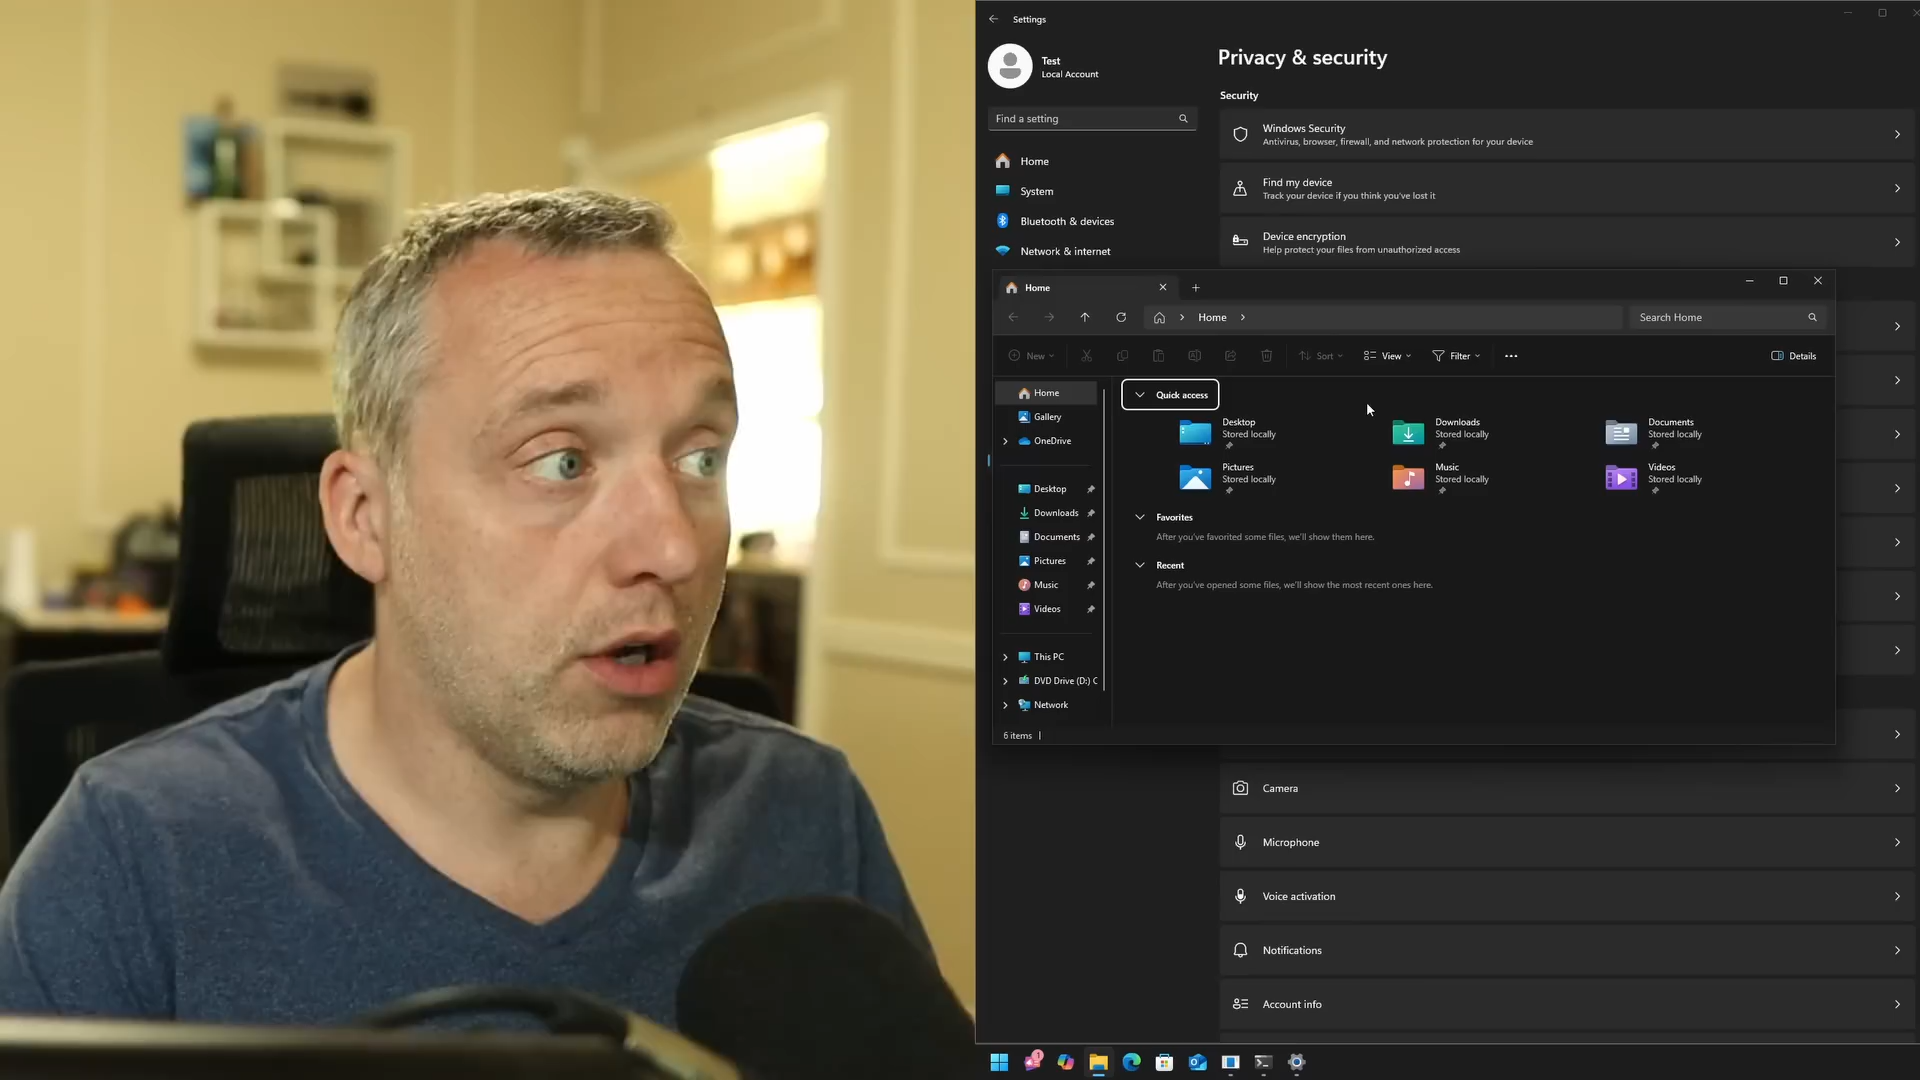 Settings
Test
Local Account
Find a setting
Home
System
Bluetooth & devices
Network & internet
Privacy & security
Security
Windows Security
Antivirus, browser, firewall, and network protection for your device
Find my device
Track your device if you think you've lost it
Device encryption
Help protect your files from unauthorized access
Home
Home
Search Home
New
Sort
View
Filter
Details
Home
Gallery
OneDrive
Desktop
Downloads
Documents
Pictures
Music
Videos
This PC
DVD Drive (D:) C
Network
Quick access
Desktop
Stored locally
Downloads
Stored locally
Documents
Stored locally
Pictures
Stored locally
Music
Stored locally
Videos
Stored locally
Favorites
After you've favorited some files, we'll show them here.
Recent
After you've opened some files, we'll show the most recent ones here.
6 items
Camera
Microphone
Voice activation
Notifications
Account info
1